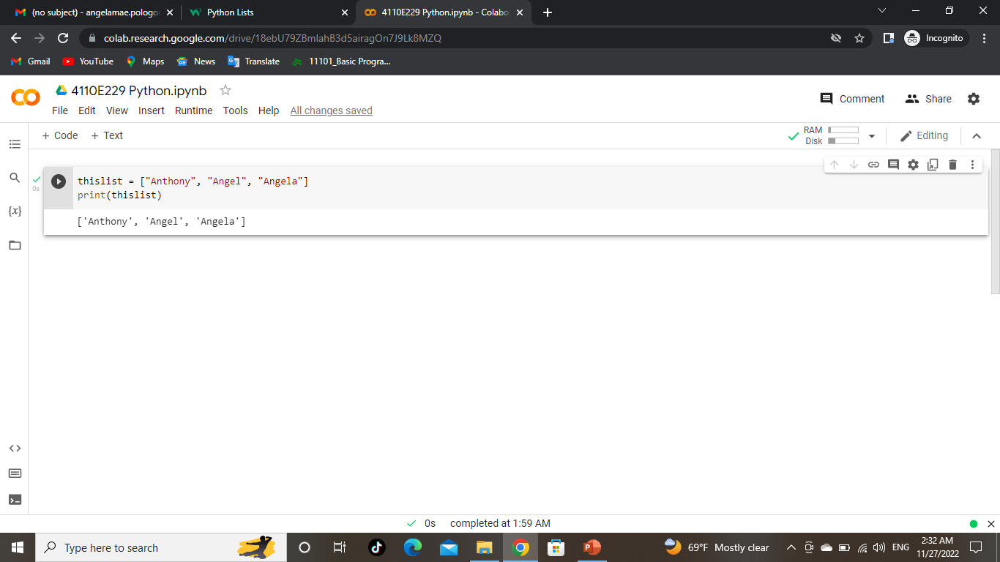 (no subject) - angelamae.pologo
Python Lists
4110E229 Python.ipynb - Colabo
colab.research.google.com/drive/18ebU79ZBmIahB3d5airagOn7J9Lk8MZQ
Incognito
Gmail YouTube Maps News Translate 11101_Basic Progra...
4110E229 Python.ipynb
File Edit View Insert Runtime Tools Help All changes saved
Comment Share
+ Code + Text
RAM
Disk
Editing
0s
thislist = ["Anthony", "Angel", "Angela"]
print(thislist)
['Anthony', 'Angel', 'Angela']
{x}
0s completed at 1:59 AM
Type here to search
69°F Mostly clear
ENG
2:32 AM
11/27/2022